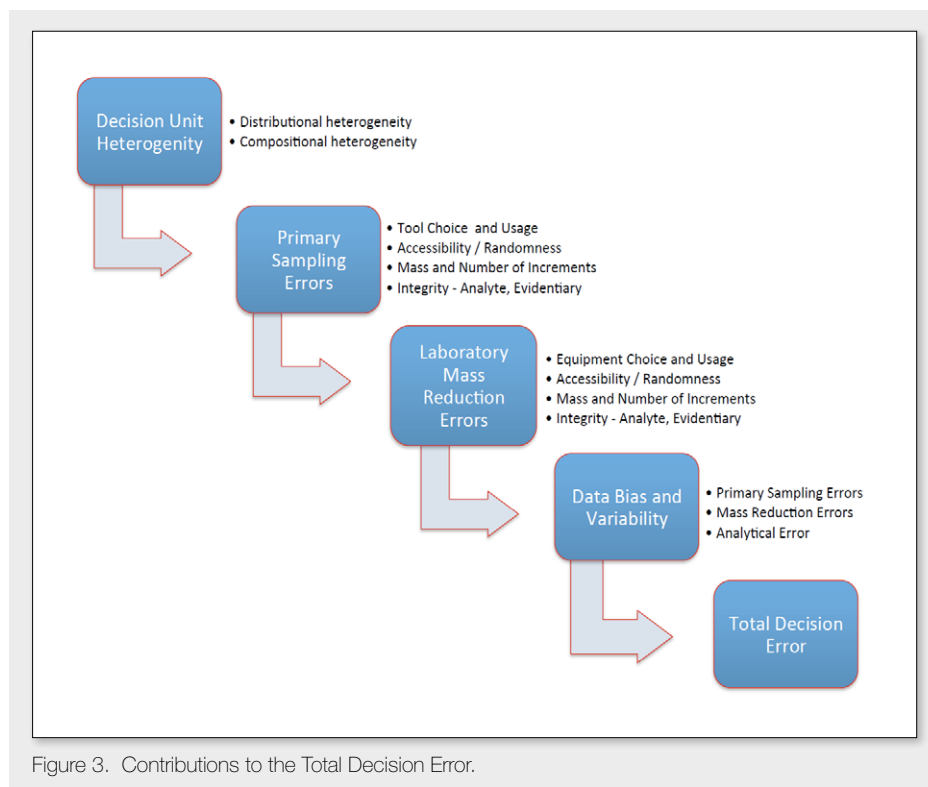 Decision Unit
Heterogenity
• Distributional heterogeneity
• Compositional heterogeneity
Primary
Sampling
Errors
• Tool Choice and Usage
• Accessibility / Randomness
• Mass and Number of Increments
• Integrity - Analyte, Evidentiary
Laboratory
Mass
Reduction
Errors
• Equipment Choice and Usage
• Accessibility / Randomness
• Mass and Number of Increments
• Integrity - Analyte, Evidentiary
Data Bias and
Variability
• Primary Sampling Errors
• Mass Reduction Errors
• Analytical Error
Total Decision
Error
Figure 3. Contributions to the Total Decision Error.